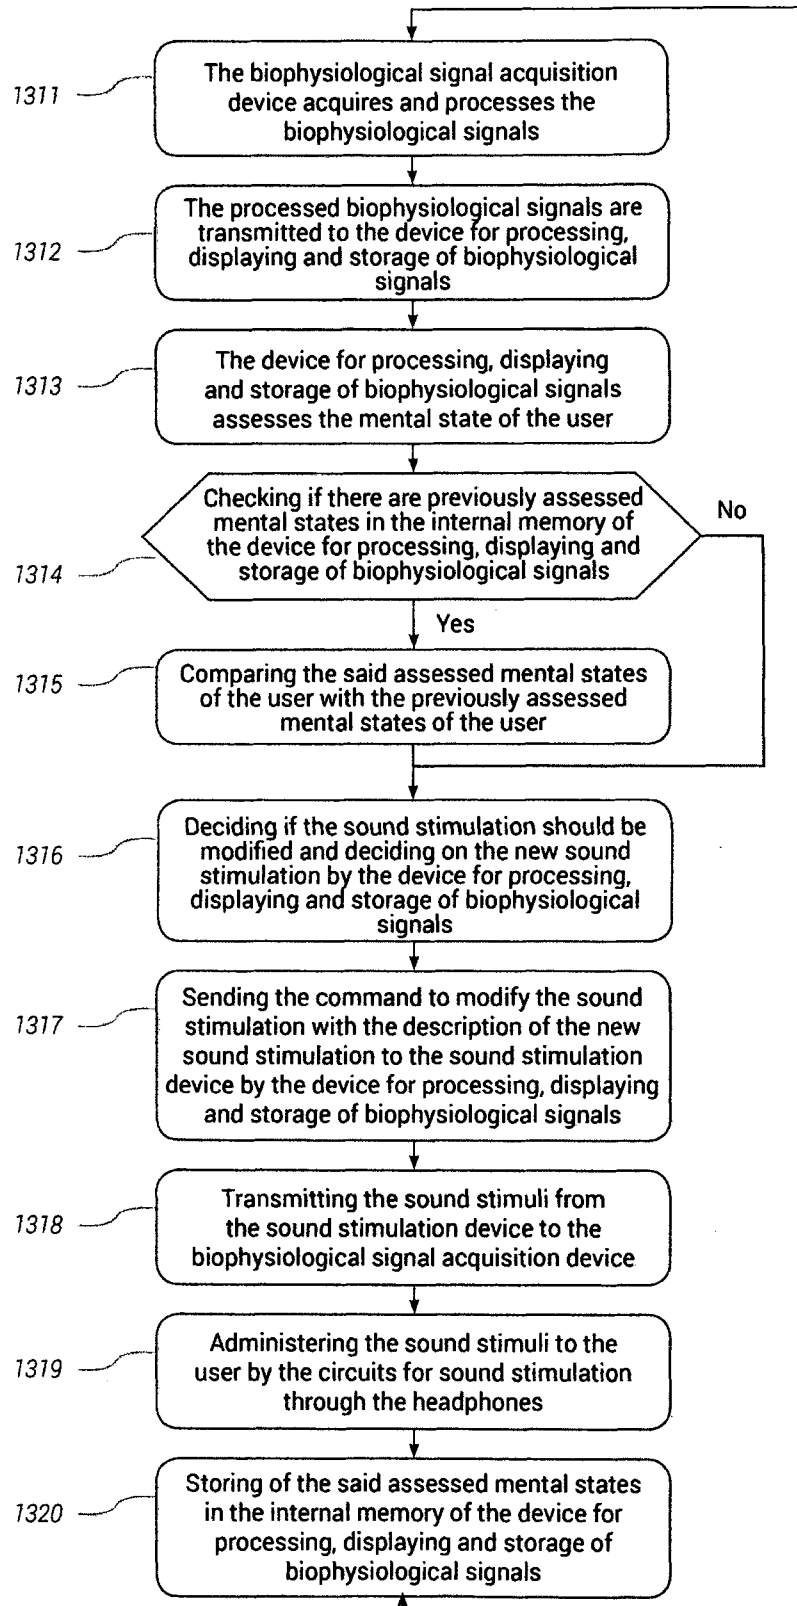 1311
The biophysiological signal acquisition
device acquires and processes the
biophysiological signals
1312
The processed biophysiological signals are
transmitted to the device for processing,
displaying and storage of biophysiological
signals
1313
The device for processing, displaying
and storage of biophysiological signals
assesses the mental state of the user
1314
Checking if there are previously assessed
mental states in the internal memory of
the device for processing, displaying and
storage of biophysiological signals
No
Yes
1315
Comparing the said assessed mental states
of the user with the previously assessed
mental states of the user
1316
Deciding if the sound stimulation should be
modified and deciding on the new sound
stimulation by the device for processing,
displaying and storage of biophysiological
signals
1317
Sending the command to modify the sound
stimulation with the description of the new
sound stimulation to the sound stimulation
device by the device for processing, displaying
and storage of biophysiological signals
1318
Transmitting the sound stimuli from
the sound stimulation device to the
biophysiological signal acquisition device
1319
Administering the sound stimuli to the
user by the circuits for sound stimulation
through the headphones
1320
Storing of the said assessed mental states
in the internal memory of the device for
processing, displaying and storage of
biophysiological signals